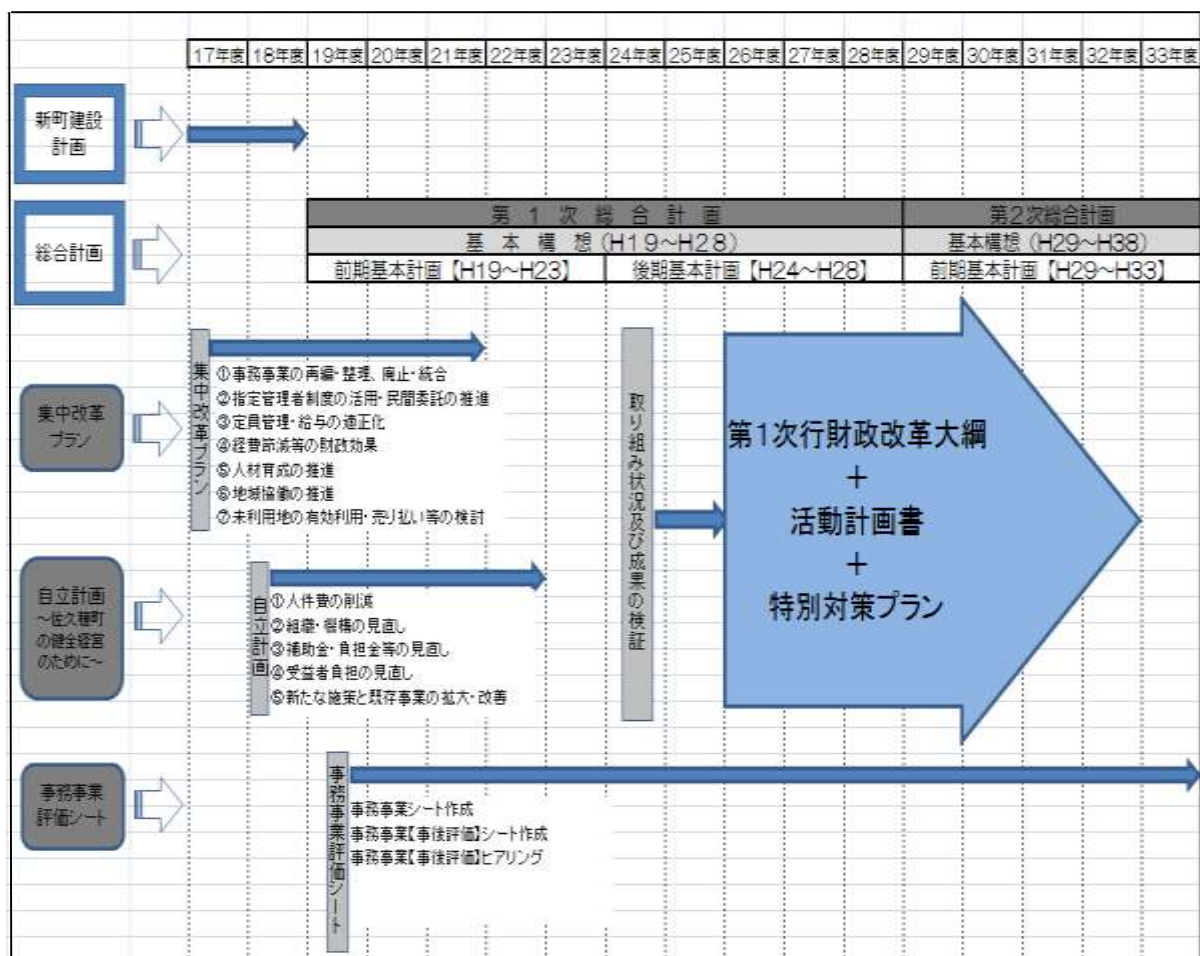 17年度 18年度 19年度 20年度 21年度 22年度 23年度 24年度 25年度 26年度 27年度 28年度 29年度 30年度 31年度 32年度 33年度
新町建設
計画
総合計画
第1次総合計画
第2次総合計画
基本構想(H19~H28)
基本構想(H29~H38)
前期基本計画【H19~H23】
後期基本計画【H24~H28】
前期基本計画【H29~H33】
集中改革
プラン
集中改革プラン
①事務事業の再編・整理、廃止・統合
②指定管理者制度の活用・民間委託の推進
③定員管理・給与の適正化
④経費節減等の財政効果
⑤人材育成の推進
⑥地域協働の推進
⑦未利用地の有効利用・売り払い等の検討
取り組み状況及び成果の検証
第1次行財政改革大綱
+
活動計画書
+
特別対策プラン
自立計画
~佐久穂町
の健全経営
のために~
自立計画
①人件費の削減
②組織・機構の見直し
③補助金・負担金等の見直し
④受益者負担の見直し
⑤新たな施策と既存事業の拡大・改善
事務事業
評価シート
事務事業評価シート
事務事業シート作成
事務事業【事後評価】シート作成
事務事業【事後評価】ヒアリング